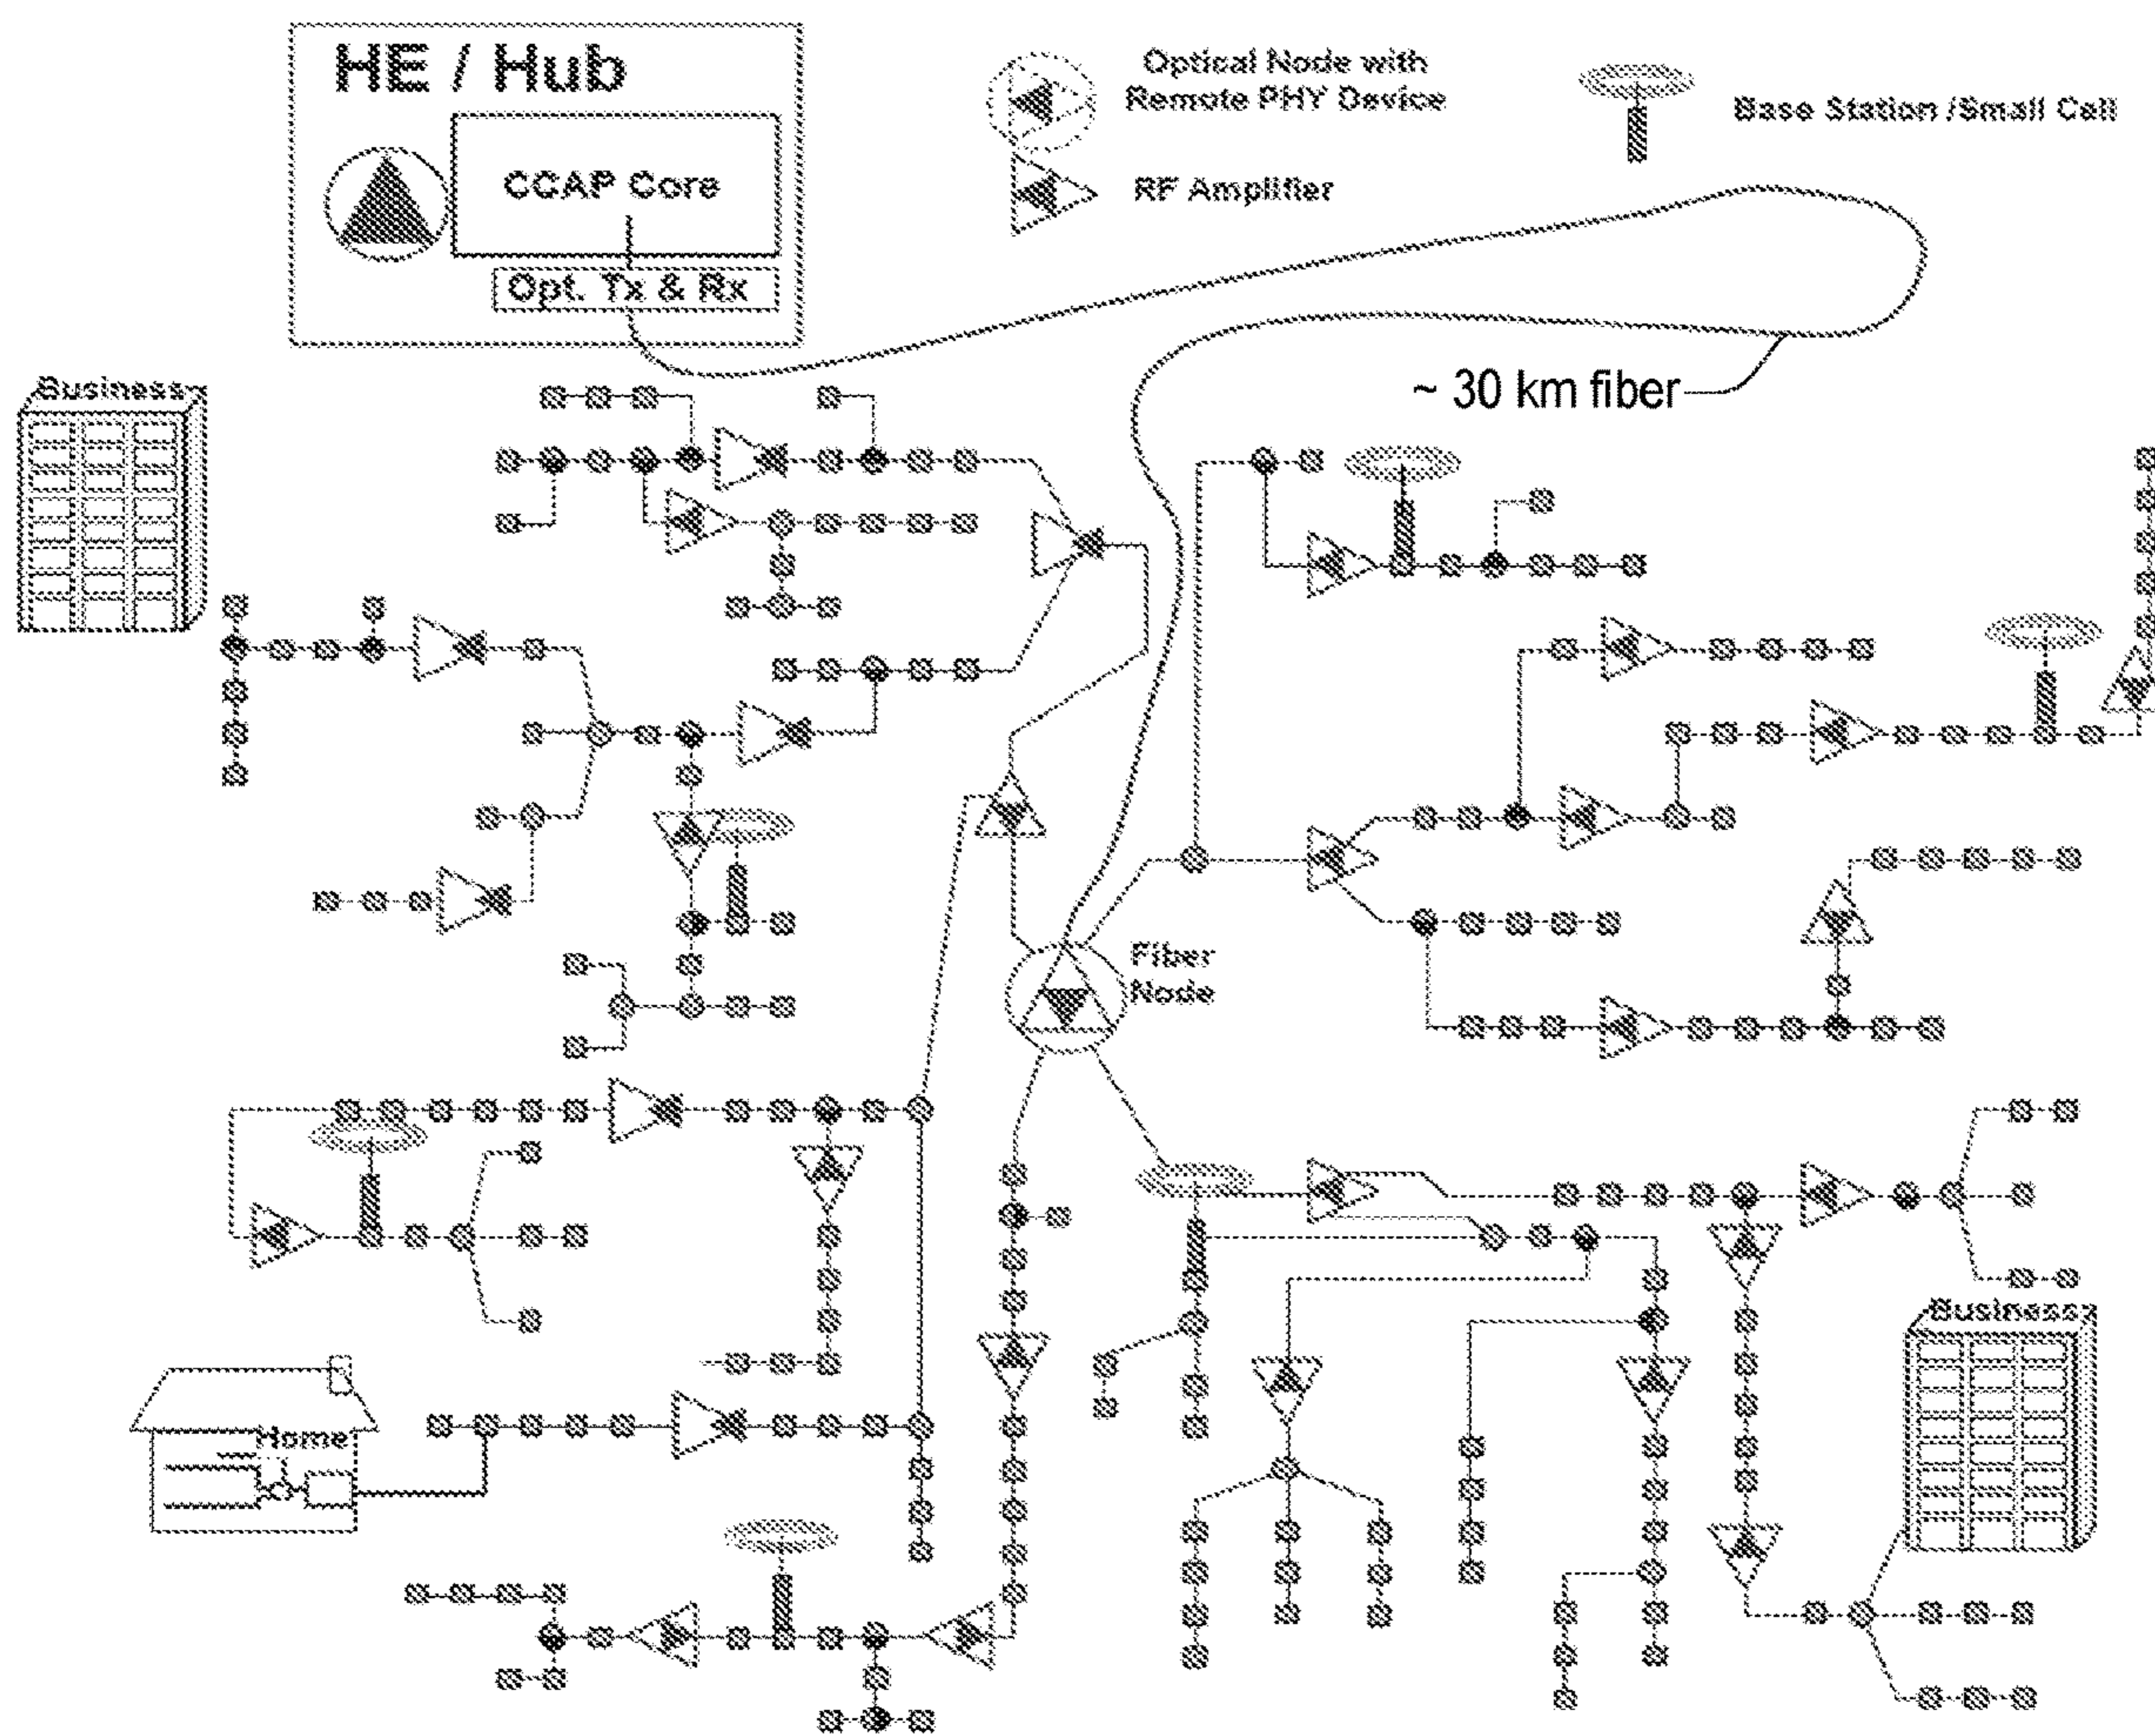 HE / Hub
CCAP Core
Opt. Tx & Rx
Optical Node with
Remote PHY Device
RF Amplifier
Base Station /Small Cell
~ 30 km fiber
Business
Fiber
Node
Home
Business